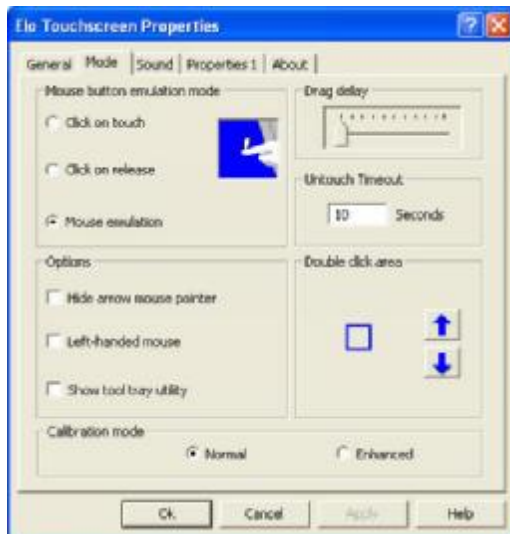 Elo Touchscreen Properties
General Mode Sound Properties 1 About
Mouse button emulation mode
Click on touch
Click on release
Mouse emulation
Drag delay
Untouch Timeout
10 Seconds
Options
Hide arrow mouse pointer
Left-handed mouse
Show tool tray utility
Double click area
Calibration mode
Normal Enhanced
Ok Cancel Apply Help